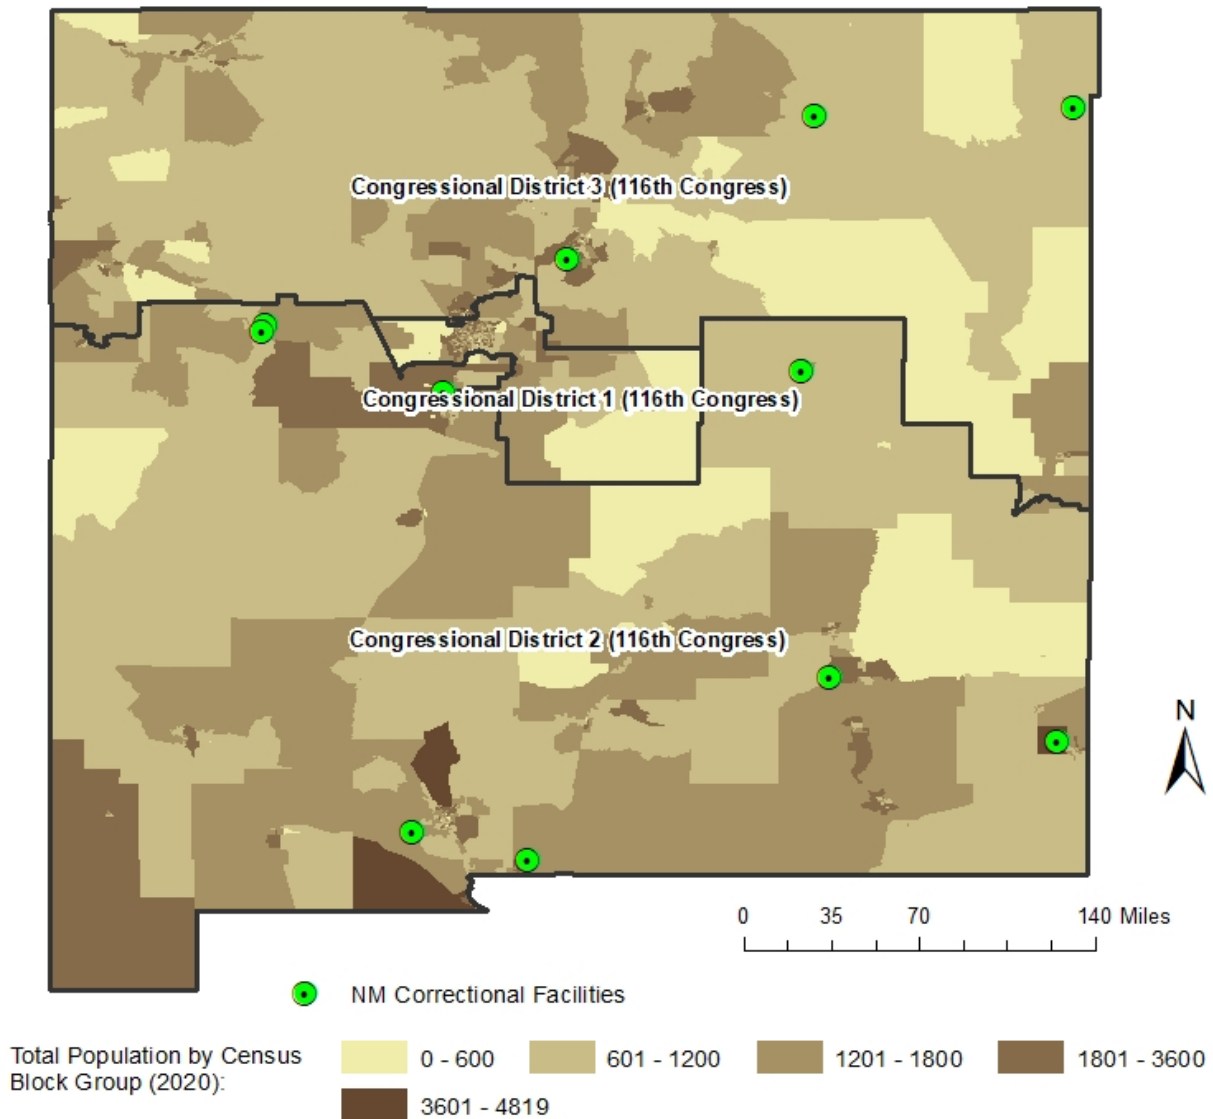 Congressional District 3 (116th Congress)
Congressional District 1 (116th Congress)
Congressional District 2 (116th Congress)
N
0 35 70 140 Miles
NM Correctional Facilities
Total Population by Census
Block Group (2020):
0 - 600 601 - 1200 1201 - 1800 1801 - 3600
3601 - 4819